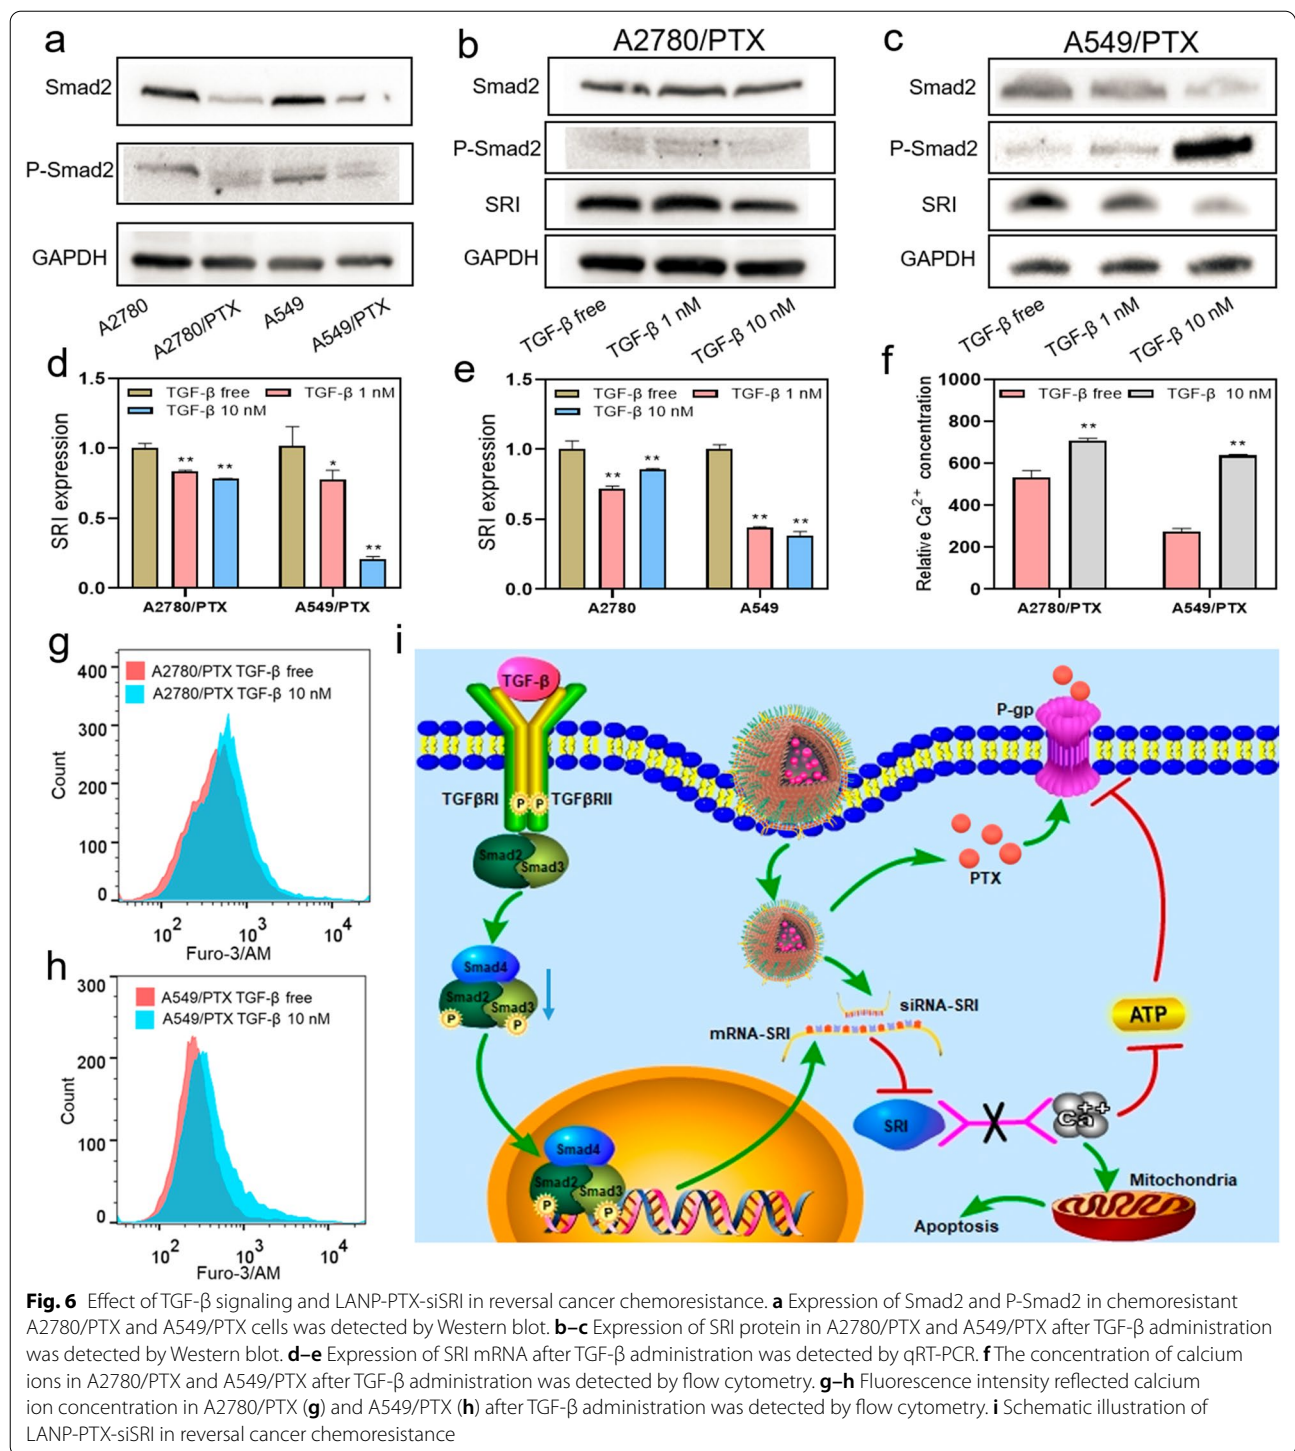 a
Smad2
P-Smad2
GAPDH
A2780
A2780/PTX
A549
A549/PTX
b
A2780/PTX
Smad2
P-Smad2
SRI
GAPDH
TGF-β free
TGF-β 1 nM
TGF-β 10 nM
c
A549/PTX
Smad2
P-Smad2
SRI
GAPDH
TGF-β free
TGF-β 1 nM
TGF-β 10 nM
d
TGF-β free
TGF-β 1 nM
TGF-β 10 nM
SRI expression
1.5
1.0
0.5
0.0
**
**
*
**
A2780/PTX
A549/PTX
e
TGF-β free
TGF-β 1 nM
TGF-β 10 nM
SRI expression
1.5
1.0
0.5
0.0
**
**
**
**
A2780
A549
f
TGF-β free
TGF-β 10 nM
Relative Ca2+ concentration
1000
800
600
400
200
0
**
**
A2780/PTX
A549/PTX
g
A2780/PTX TGF-β free
A2780/PTX TGF-β 10 nM
Count
400
300
200
100
0
10² 10³ 10⁴
Furo-3/AM
h
A549/PTX TGF-β free
A549/PTX TGF-β 10 nM
Count
300
200
100
0
10² 10³ 10⁴
Furo-3/AM
i
TGF-β
TGFβRI
P P
TGFβRII
Smad2
Smad3
Smad4
Smad2
Smad3
P
P
Smad4
Smad2
Smad3
P
P
P-gp
PTX
siRNA-SRI
mRNA-SRI
SRI
X
ATP
Ca++
Mitochondria
Apoptosis
Fig. 6 Effect of TGF-β signaling and LANP-PTX-siSRI in reversal cancer chemoresistance. a Expression of Smad2 and P-Smad2 in chemoresistant
A2780/PTX and A549/PTX cells was detected by Western blot. b–c Expression of SRI protein in A2780/PTX and A549/PTX after TGF-β administration
was detected by Western blot. d–e Expression of SRI mRNA after TGF-β administration was detected by qRT-PCR. f The concentration of calcium
ions in A2780/PTX and A549/PTX after TGF-β administration was detected by flow cytometry. g–h Fluorescence intensity reflected calcium
ion concentration in A2780/PTX (g) and A549/PTX (h) after TGF-β administration was detected by flow cytometry. i Schematic illustration of
LANP-PTX-siSRI in reversal cancer chemoresistance